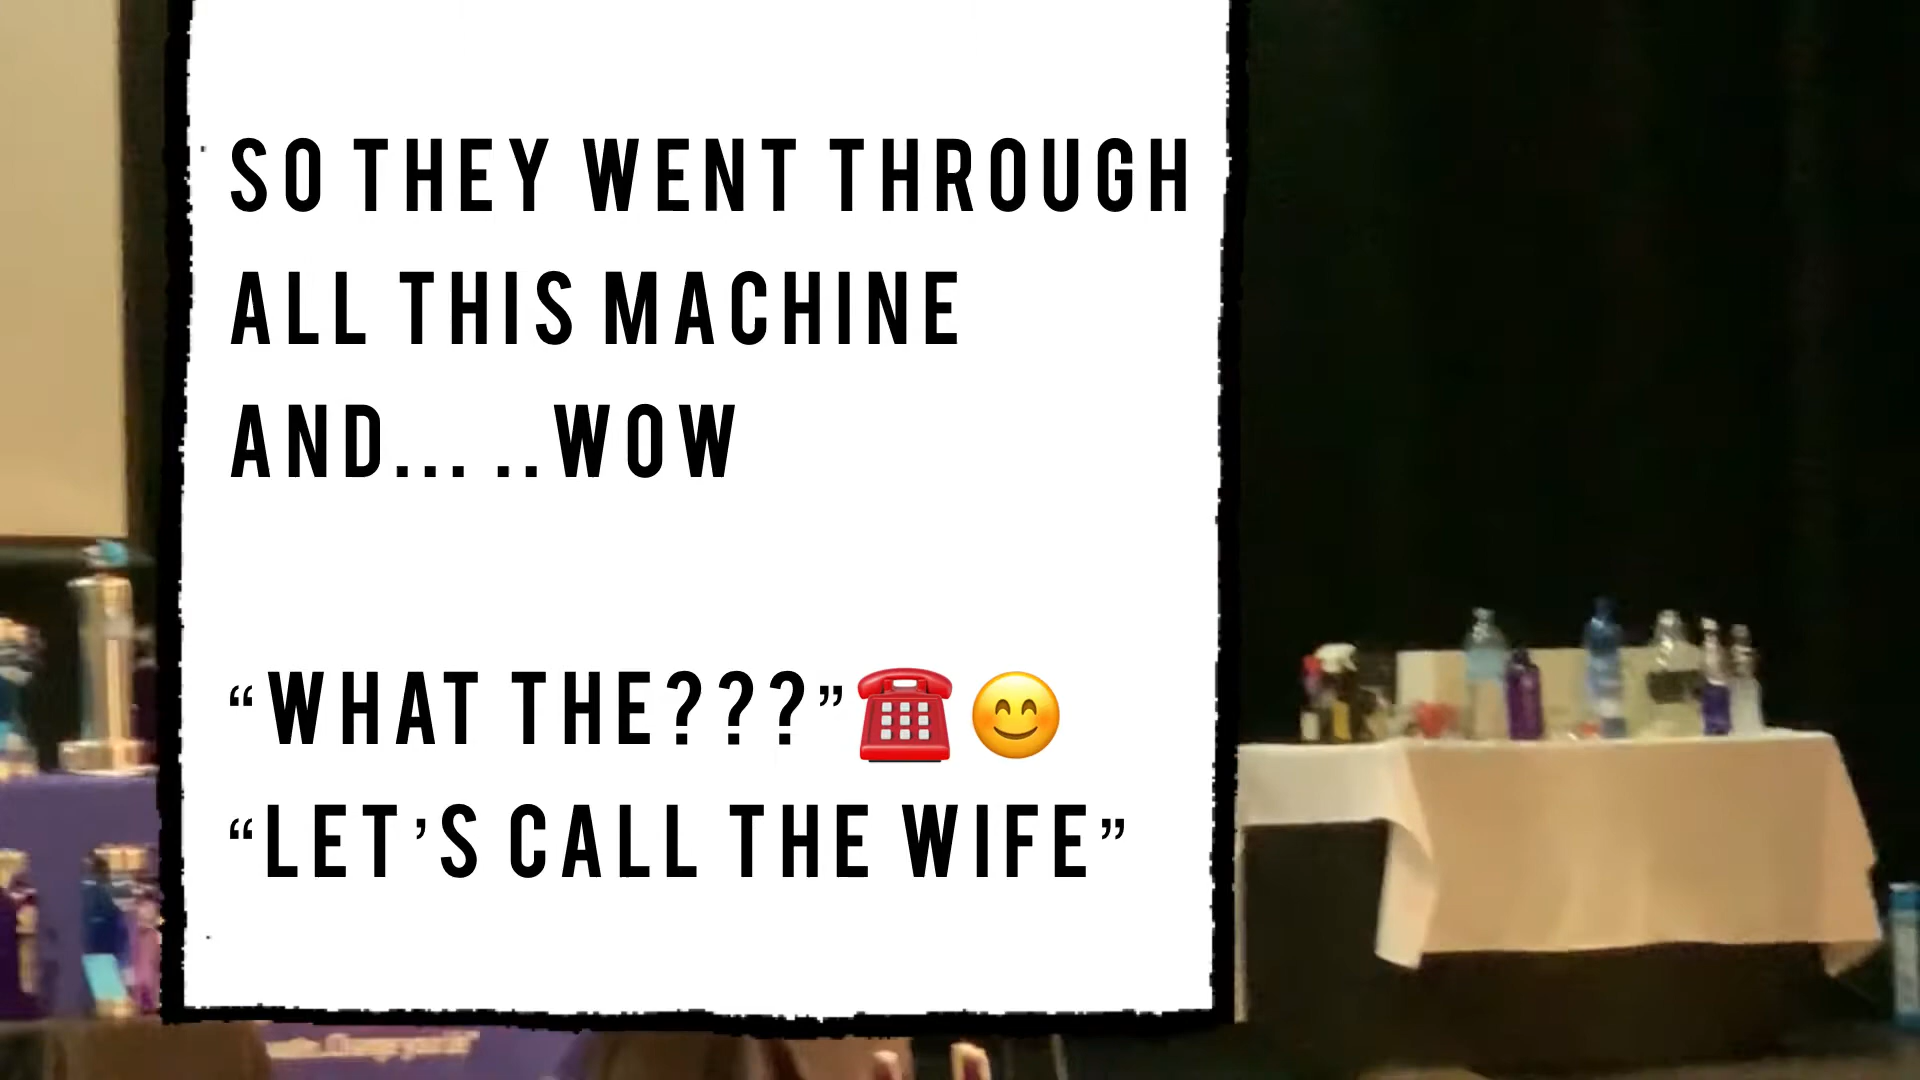 SO THEY WENT THROUGH
ALL THIS MACHINE
AND... ..WOW
“WHAT THE???”☎️😊
“LET’S CALL THE WIFE”